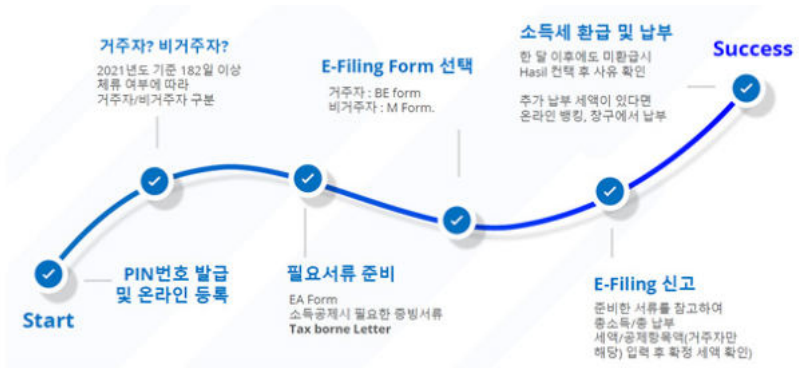 Start
PIN번호 발급
및 온라인 등록
거주자? 비거주자?
2021년도 기준 182일 이상
체류 여부에 따라
거주자/비거주자 구분
필요서류 준비
EA Form
소득공제시 필요한 증빙서류
Tax borne Letter
E-Filing Form 선택
거주자 : BE form
비거주자 : M Form.
E-Filing 신고
준비한 서류를 참고하여
총소득/총 납부
세액/공제항목액(거주자만
해당) 입력 후 확정 세액 확인)
소득세 환급 및 납부
한 달 이후에도 미환급시
Hasil 컨택 후 사유 확인
추가 납부 세액이 있다면
온라인 뱅킹, 창구에서 납부
Success